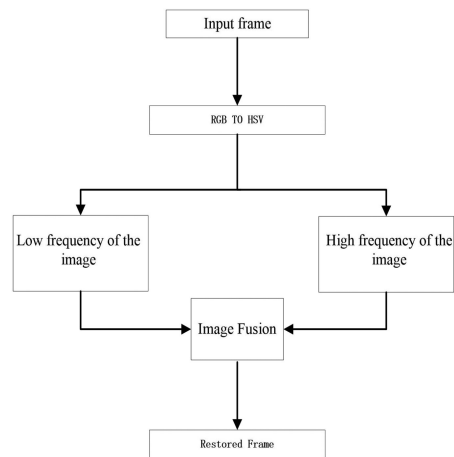 Input frame
RGB TO HSV
Low frequency of the
image
High frequency of the
image
Image Fusion
Restored Frame